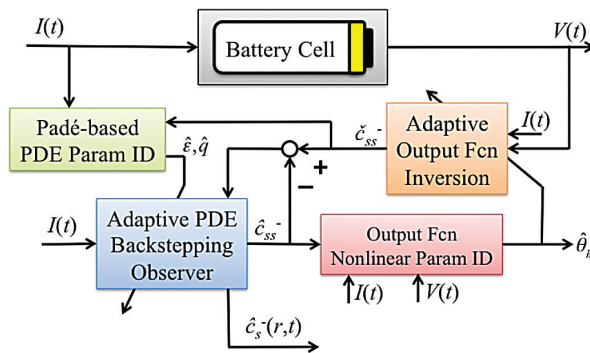 I(t)
Battery Cell
V(t)
Padé-based
PDE Param ID
ε̂,q̂
č_ss^-
+
−
Adaptive
Output Fcn
Inversion
I(t)
I(t)
Adaptive PDE
Backstepping
Observer
ĉ_ss^-
Output Fcn
Nonlinear Param ID
θ̂_h
I(t)
V(t)
ĉ_s^-(r,t)